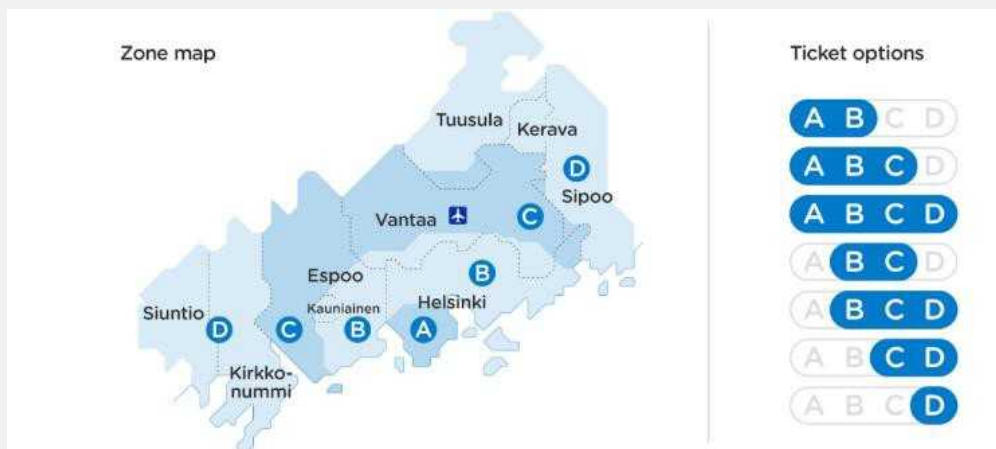 Zone map
Tuusula
Kerava
D
Sipoo
Vantaa
C
Espoo
B
Helsinki
Kauniainen
Siuntio
D
C
B
A
Kirkko-
nummi
Ticket options
A B C D
A B C D
A B C D
A B C D
A B C D
A B C D
A B C D